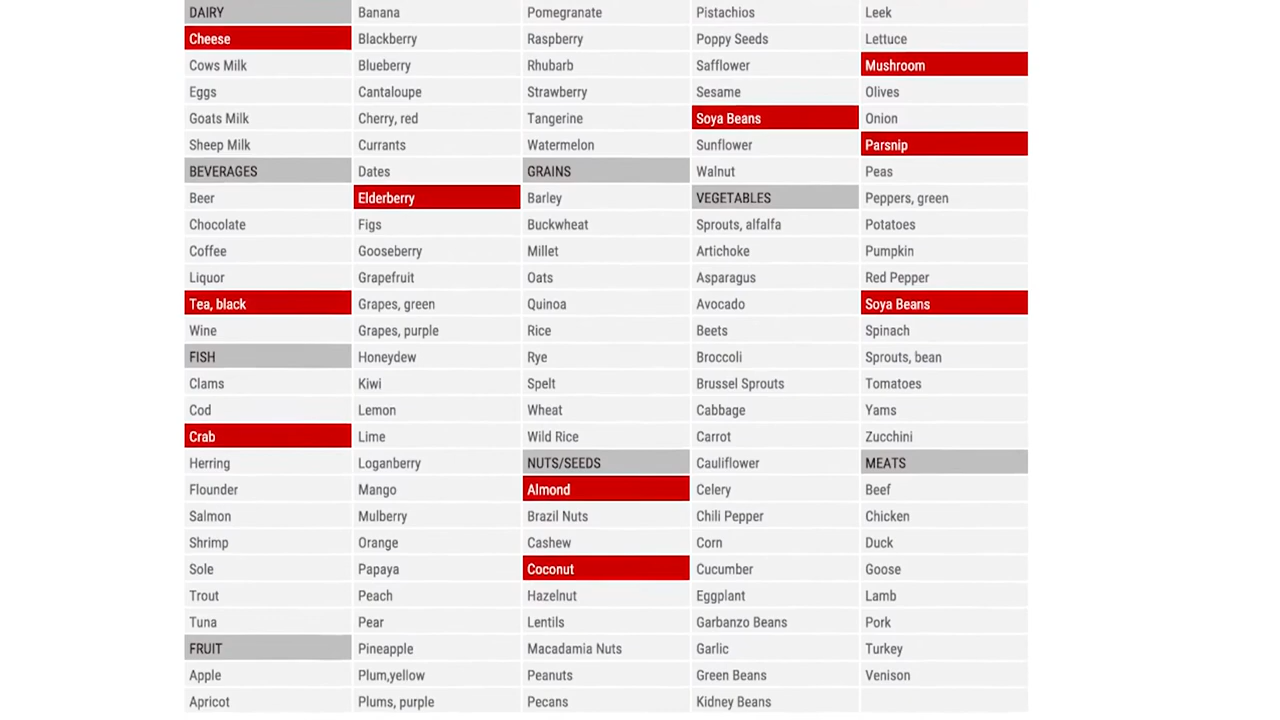 DAIRY
Cheese
Cows Milk
Eggs
Goats Milk
Sheep Milk
BEVERAGES
Beer
Chocolate
Coffee
Liquor
Tea, black
Wine
FISH
Clams
Cod
Crab
Herring
Flounder
Salmon
Shrimp
Sole
Trout
Tuna
FRUIT
Apple
Apricot
Banana
Blackberry
Blueberry
Cantaloupe
Cherry, red
Currants
Dates
Elderberry
Figs
Gooseberry
Grapefruit
Grapes, green
Grapes, purple
Honeydew
Kiwi
Lemon
Lime
Loganberry
Mango
Mulberry
Orange
Papaya
Peach
Pear
Pineapple
Plum,yellow
Plums, purple
Pomegranate
Raspberry
Rhubarb
Strawberry
Tangerine
Watermelon
GRAINS
Barley
Buckwheat
Millet
Oats
Quinoa
Rice
Rye
Spelt
Wheat
Wild Rice
NUTS/SEEDS
Almond
Brazil Nuts
Cashew
Coconut
Hazelnut
Lentils
Macadamia Nuts
Peanuts
Pecans
Pistachios
Poppy Seeds
Safflower
Sesame
Soya Beans
Sunflower
Walnut
VEGETABLES
Sprouts, alfalfa
Artichoke
Asparagus
Avocado
Beets
Broccoli
Brussel Sprouts
Cabbage
Carrot
Cauliflower
Celery
Chili Pepper
Corn
Cucumber
Eggplant
Garbanzo Beans
Garlic
Green Beans
Kidney Beans
Leek
Lettuce
Mushroom
Olives
Onion
Parsnip
Peas
Peppers, green
Potatoes
Pumpkin
Red Pepper
Soya Beans
Spinach
Sprouts, bean
Tomatoes
Yams
Zucchini
MEATS
Beef
Chicken
Duck
Goose
Lamb
Pork
Turkey
Venison